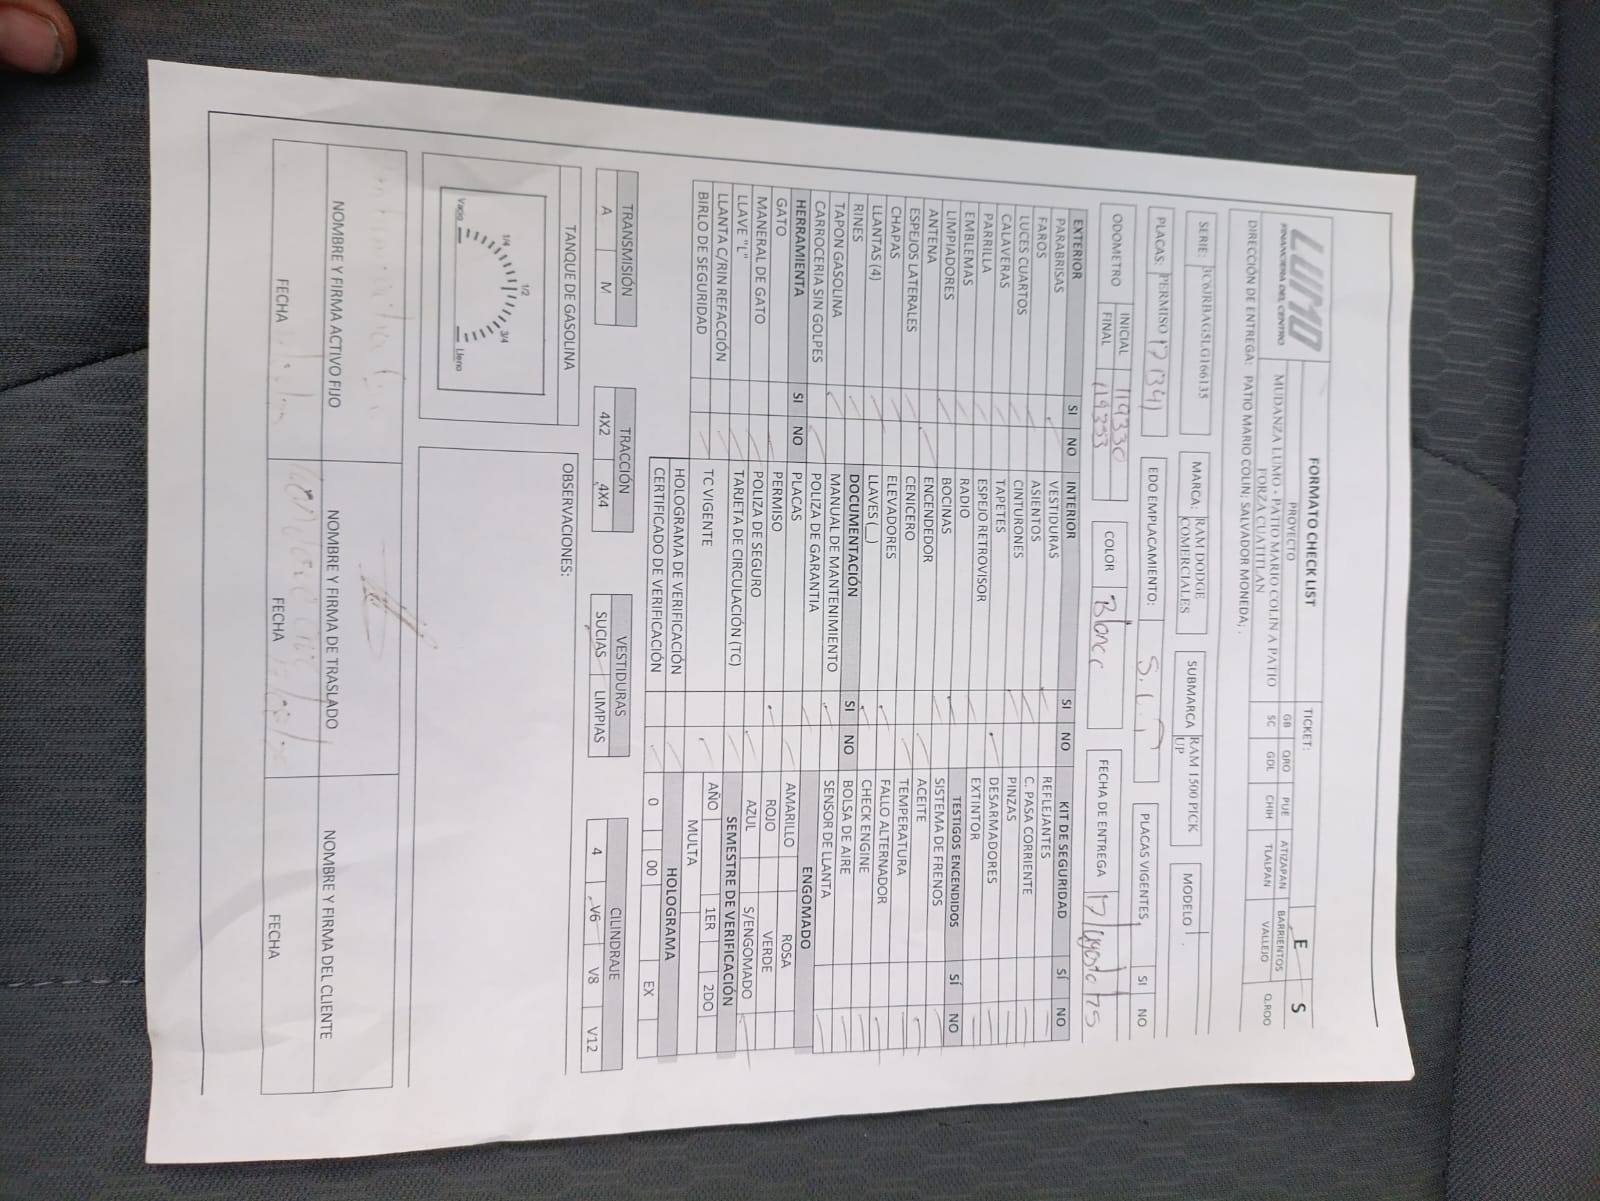 LUMO
FINANCIERA DEL CENTRO
FORMATO CHECK LIST
TICKET:
E S
PROYECTO
MUDANZA LUMO - PATIO MARIO COLIN A PATIO
FORZA CUATITLAN
GB QRO PUE ATIZAPAN BARRIENTOS Q.ROO
SC GDL CHIH TLALPAN VALLEJO
DIRECCIÓN DE ENTREGA: PATIO MARIO COLIN; SALVADOR MONEDA; .
SERIE: 3C6JRBAG5LG166135
MARCA: RAM DODGE COMERCIALES
SUBMARCA RAM 1500 PICK UP
MODELO .
PLACAS: PERMISO
EDO EMPLACAMIENTO: S.L.P
PLACAS VIGENTES SI NO
ODOMETRO INICIAL 119330
FINAL 119353
COLOR Blanco
FECHA DE ENTREGA 17/agosto/25
EXTERIOR SI NO INTERIOR SI NO KIT DE SEGURIDAD SÍ NO
PARABRISAS VESTIDURAS REFLEJANTES
FAROS ASIENTOS C. PASA CORRIENTE
LUCES CUARTOS CINTURONES PINZAS
CALAVERAS TAPETES DESARMADORES
PARRILLA ESPEJO RETROVISOR EXTINTOR
EMBLEMAS RADIO TESTIGOS ENCENDIDOS SÍ NO
LIMPIADORES BOCINAS SISTEMA DE FRENOS
ANTENA ENCENDEDOR ACEITE
ESPEJOS LATERALES CENICERO TEMPERATURA
CHAPAS ELEVADORES FALLO ALTERNADOR
LLANTAS (4) LLAVES (__) CHECK ENGINE
RINES DOCUMENTACIÓN SI NO BOLSA DE AIRE
TAPON GASOLINA MANUAL DE MANTENIMIENTO SENSOR DE LLANTA
CARROCERIA SIN GOLPES POLIZA DE GARANTIA ENGOMADO
HERRAMIENTA SI NO PLACAS AMARILLO ROSA
GATO PERMISO ROJO VERDE
MANERAL DE GATO POLIZA DE SEGURO AZUL S/ENGOMADO
LLAVE "L" TARJETA DE CIRCULACIÓN (TC) SEMESTRE DE VERIFICACIÓN
LLANTA C/RIN REFACCIÓN TC VIGENTE AÑO 1ER 2DO
BIRLO DE SEGURIDAD MULTA
HOLOGRAMA DE VERIFICACIÓN HOLOGRAMA
CERTIFICADO DE VERIFICACIÓN 0 00 EX
TRANSMISIÓN TRACCIÓN VESTIDURAS CILINDRAJE
A M 4X2 4X4 SUCIAS LIMPIAS 4 V6 V8 V12
TANQUE DE GASOLINA OBSERVACIONES:
1/4 1/2 3/4
Vacio Lleno
NOMBRE Y FIRMA ACTIVO FIJO NOMBRE Y FIRMA DE TRASLADO NOMBRE Y FIRMA DEL CLIENTE
FECHA FECHA FECHA